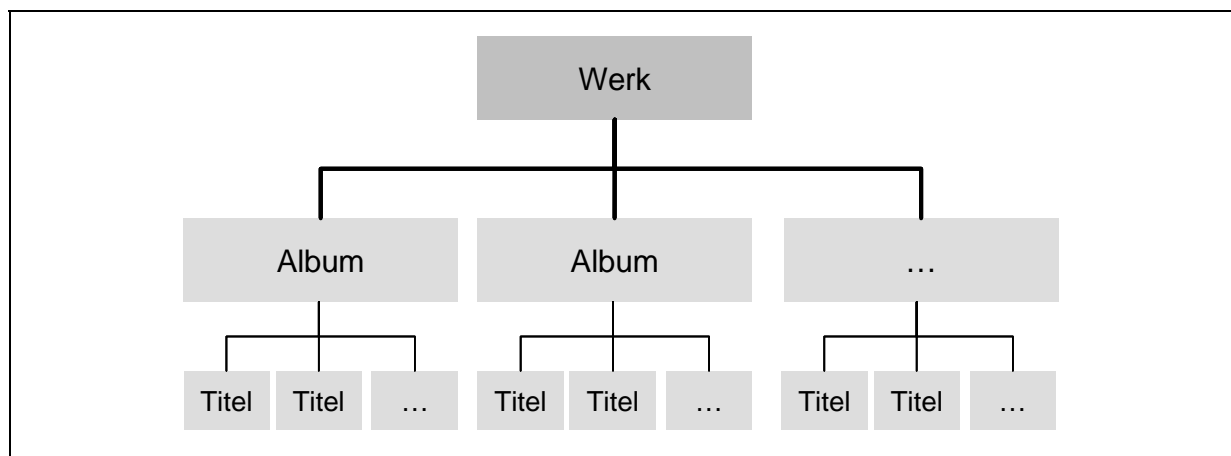 Werk
Album Album …
Titel Titel … Titel Titel … Titel Titel …